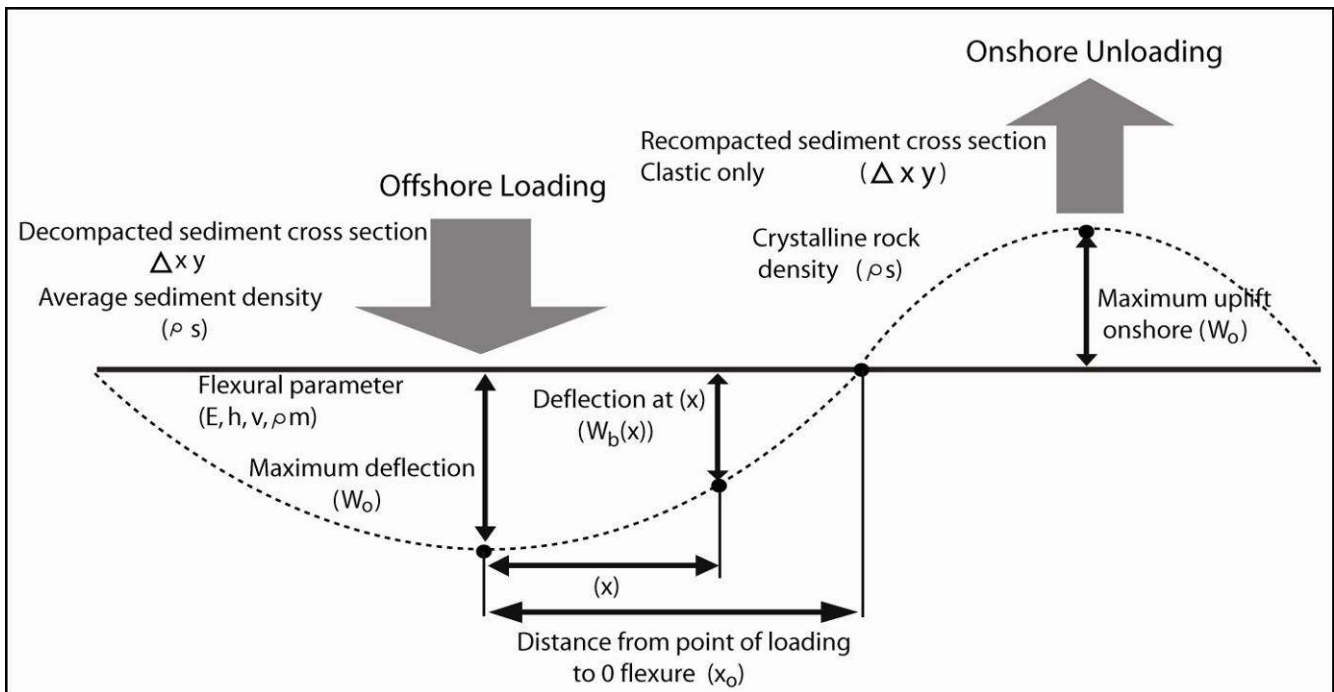 Onshore Unloading
Recompacted sediment cross section
Clastic only (Δ x y)
Offshore Loading
Decompacted sediment cross section
Δ x y
Average sediment density
(ρ s)
Crystalline rock
density (ρ s)
Maximum uplift
onshore (Wo)
Flexural parameter
(E, h, v, ρ m)
Deflection at (x)
(Wb(x))
Maximum deflection
(Wo)
(x)
Distance from point of loading
to 0 flexure (xo)